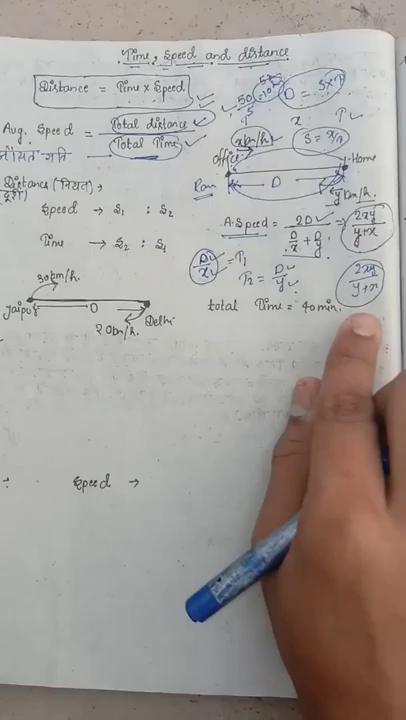 Time, Speed and distance
Distance = Time × Speed
D = S×T
Avg. Speed = Total distance / Total Time
औसत गति
x km/h
S = x/n
office
Home
Ram
D
y km/h.
Distance (नियत),
दूरी
Speed → S₁ : S₂
A.Speed = 2D / (D/x + D/y) ⇒ 2xy / y+x
Time → S₂ : S₁
D/x = T₁
T₂ = D/y
2xy / y+x
30km/h.
total Time = 40 min.
Jaipur
D
Delhi
20km/h.
Speed →